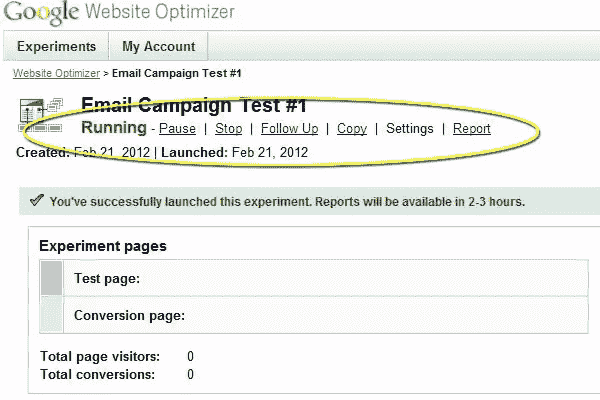 Google Website Optimizer
Experiments My Account
Website Optimizer > Email Campaign Test #1
Email Campaign Test #1
Running - Pause | Stop | Follow Up | Copy | Settings | Report
Created: Feb 21, 2012 | Launched: Feb 21, 2012
You've successfully launched this experiment. Reports will be available in 2-3 hours.
Experiment pages
Test page:
Conversion page:
Total page visitors: 0
Total conversions: 0